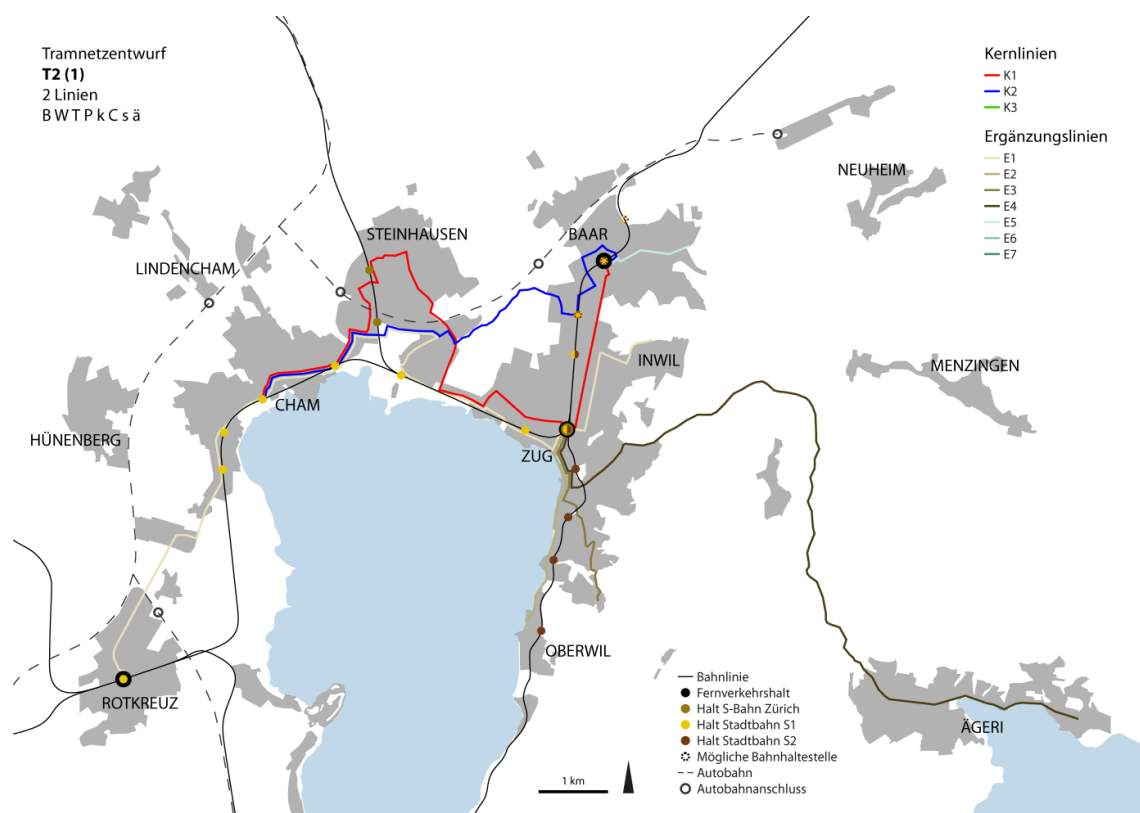 Tramnetzentwurf
T2 (1)
2 Linien
B W T P k C s ä
Kernlinien
K1
K2
K3
Ergänzungslinien
E1
E2
E3
E4
E5
E6
E7
NEUHEIM
STEINHAUSEN
BAAR
LINDENCHAM
INWIL
MENZINGEN
CHAM
HÜNENBERG
ZUG
OBERWIL
ROTKREUZ
ÄGERI
Bahnlinie
Fernverkehrshalt
Halt S-Bahn Zürich
Halt Stadtbahn S1
Halt Stadtbahn S2
Mögliche Bahnhaltestelle
Autobahn
Autobahnanschluss
1 km